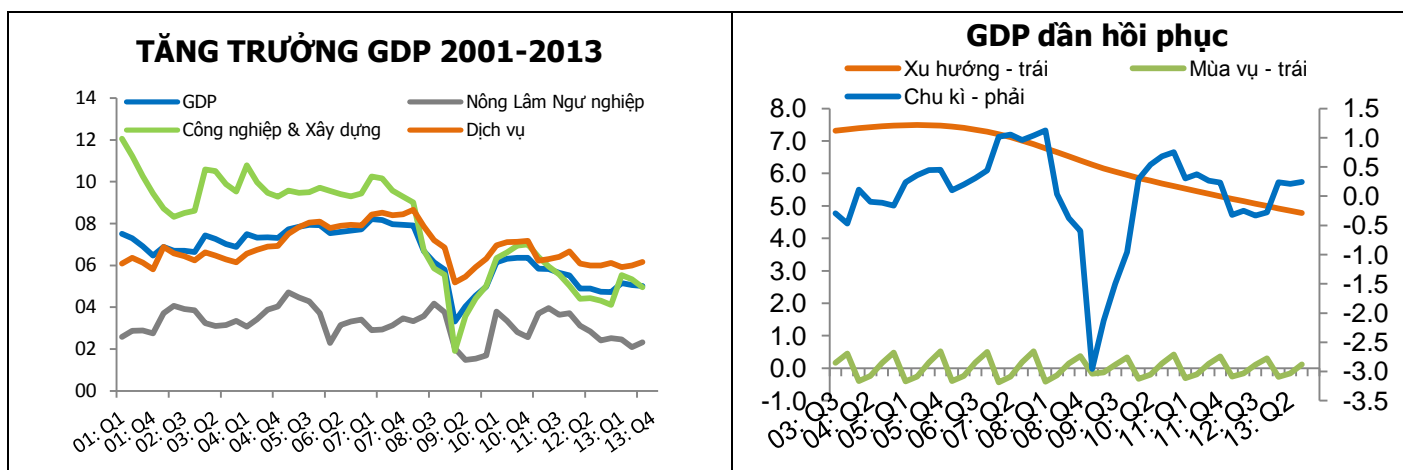 TĂNG TRƯỞNG GDP 2001-2013
GDP
Nông Lâm Ngư nghiệp
Công nghiệp & Xây dựng
Dịch vụ
14
12
10
08
06
04
02
00
01: Q1
01: Q4
02: Q3
03: Q2
04: Q1
04: Q4
05: Q3
06: Q2
07: Q1
07: Q4
08: Q3
09: Q2
10: Q1
10: Q4
11: Q3
12: Q2
13: Q1
13: Q4
GDP dần hồi phục
Xu hướng - trái
Mùa vụ - trái
Chu kì - phải
8.0
7.0
6.0
5.0
4.0
3.0
2.0
1.0
0.0
-1.0
1.5
1.0
0.5
0.0
-0.5
-1.0
-1.5
-2.0
-2.5
-3.0
-3.5
03: Q3
04: Q2
05: Q1
05: Q4
06: Q3
07: Q2
08: Q1
08: Q4
09: Q3
10: Q2
11: Q1
11: Q4
12: Q3
13: Q2